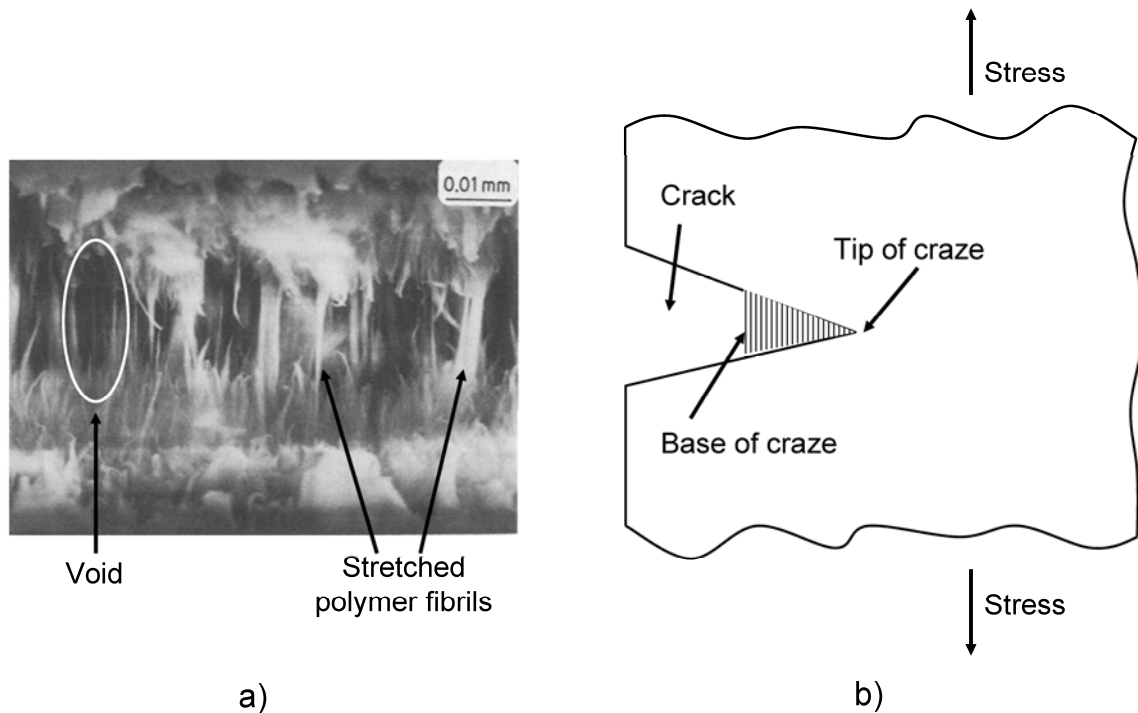 0.01 mm
Void
Stretched
polymer fibrils
a)
Stress
Crack
Tip of craze
Base of craze
Stress
b)